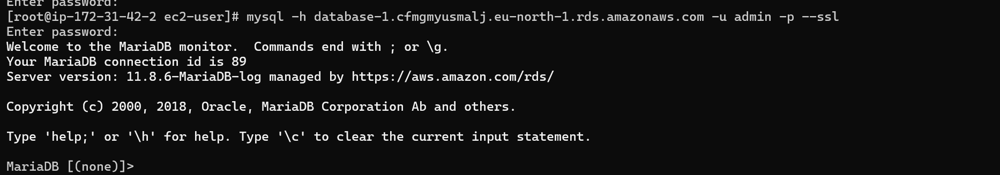 Enter password:
[root@ip-172-31-42-2 ec2-user]# mysql -h database-1.cfmgmyusmalj.eu-north-1.rds.amazonaws.com -u admin -p --ssl
Enter password:
Welcome to the MariaDB monitor.  Commands end with ; or \g.
Your MariaDB connection id is 89
Server version: 11.8.6-MariaDB-log managed by https://aws.amazon.com/rds/
Copyright (c) 2000, 2018, Oracle, MariaDB Corporation Ab and others.
Type 'help;' or '\h' for help. Type '\c' to clear the current input statement.
MariaDB [(none)]>